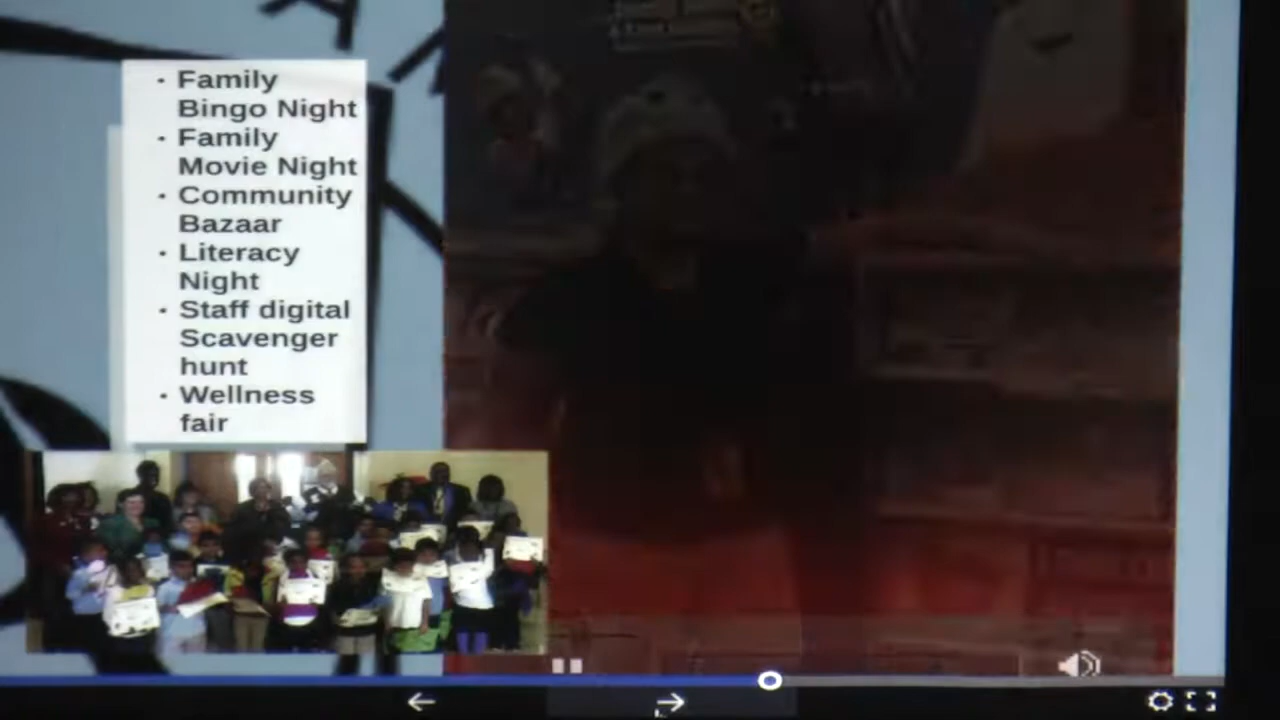 • Family
Bingo Night
• Family
Movie Night
• Community
Bazaar
• Literacy
Night
• Staff digital
Scavenger
hunt
• Wellness
fair